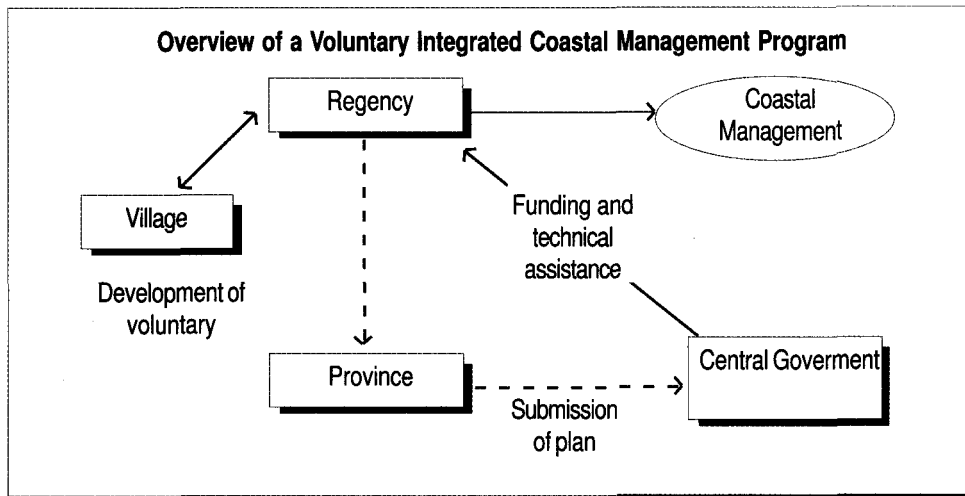 Overview of a Voluntary Integrated Coastal Management Program
Regency
Coastal
Management
Village
Funding and
technical
assistance
Development of
voluntary
Province
Central Goverment
Submission
of plan